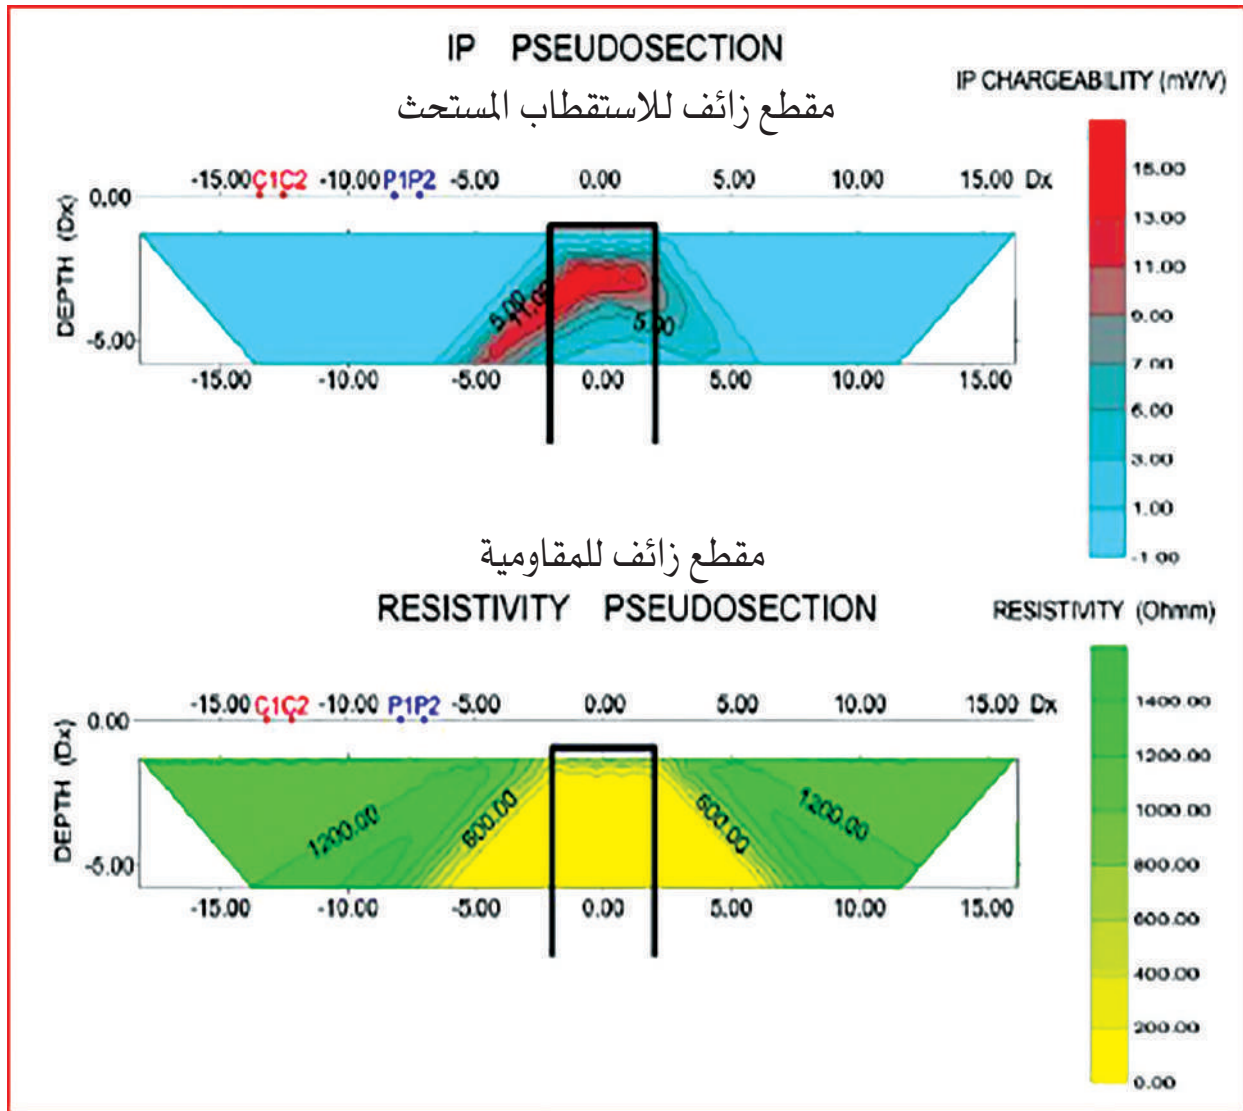 IP PSEUDOSECTION
مقطع زائف للاستقطاب المستحث
IP CHARGEABILITY (mV/V)
-15.00 C1C2 -10.00 P1P2 -5.00 0.00 5.00 10.00 15.00 Dx
0.00
DEPTH (Dx)
-5.00
5.00
11.00
5.00
-15.00 -10.00 -5.00 0.00 5.00 10.00 15.00
15.00
13.00
11.00
9.00
7.00
5.00
3.00
1.00
-1.00
مقطع زائف للمقاومية
RESISTIVITY PSEUDOSECTION
RESISTIVITY (Ohmm)
-15.00 C1C2 -10.00 P1P2 -5.00 0.00 5.00 10.00 15.00 Dx
0.00
DEPTH (Dx)
-5.00
1200.00
600.00
600.00
1200.00
-15.00 -10.00 -5.00 0.00 5.00 10.00 15.00
1400.00
1200.00
1000.00
800.00
600.00
400.00
200.00
0.00